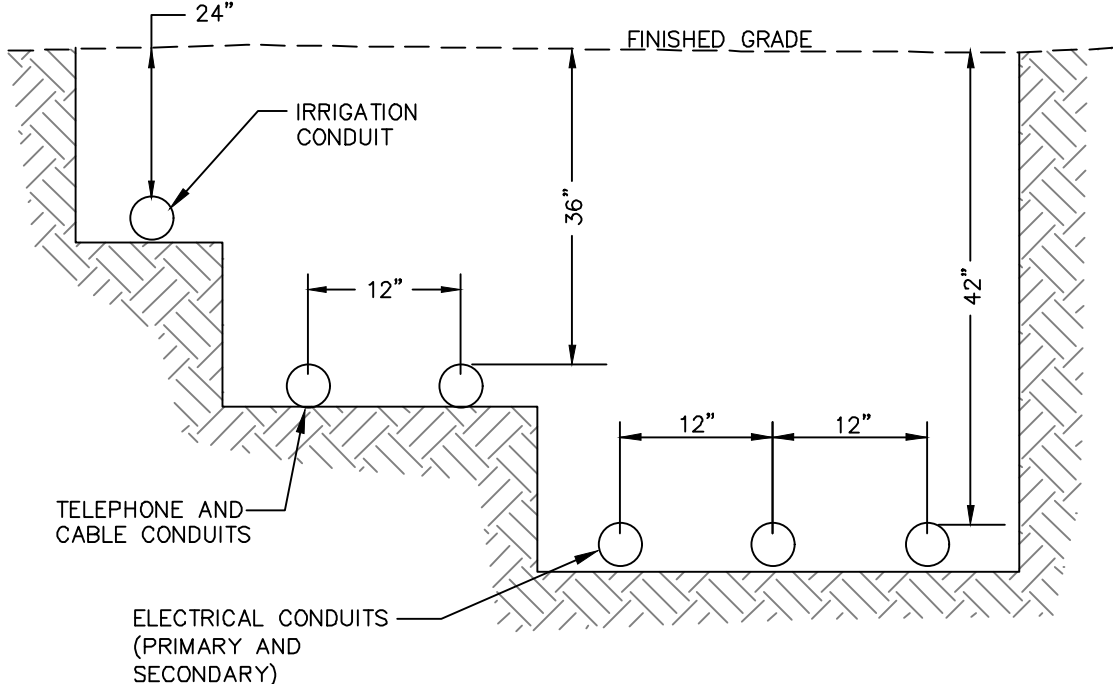 24"
FINISHED GRADE
IRRIGATION
CONDUIT
36"
42"
12"
12"
12"
TELEPHONE AND
CABLE CONDUITS
ELECTRICAL CONDUITS
(PRIMARY AND
SECONDARY)